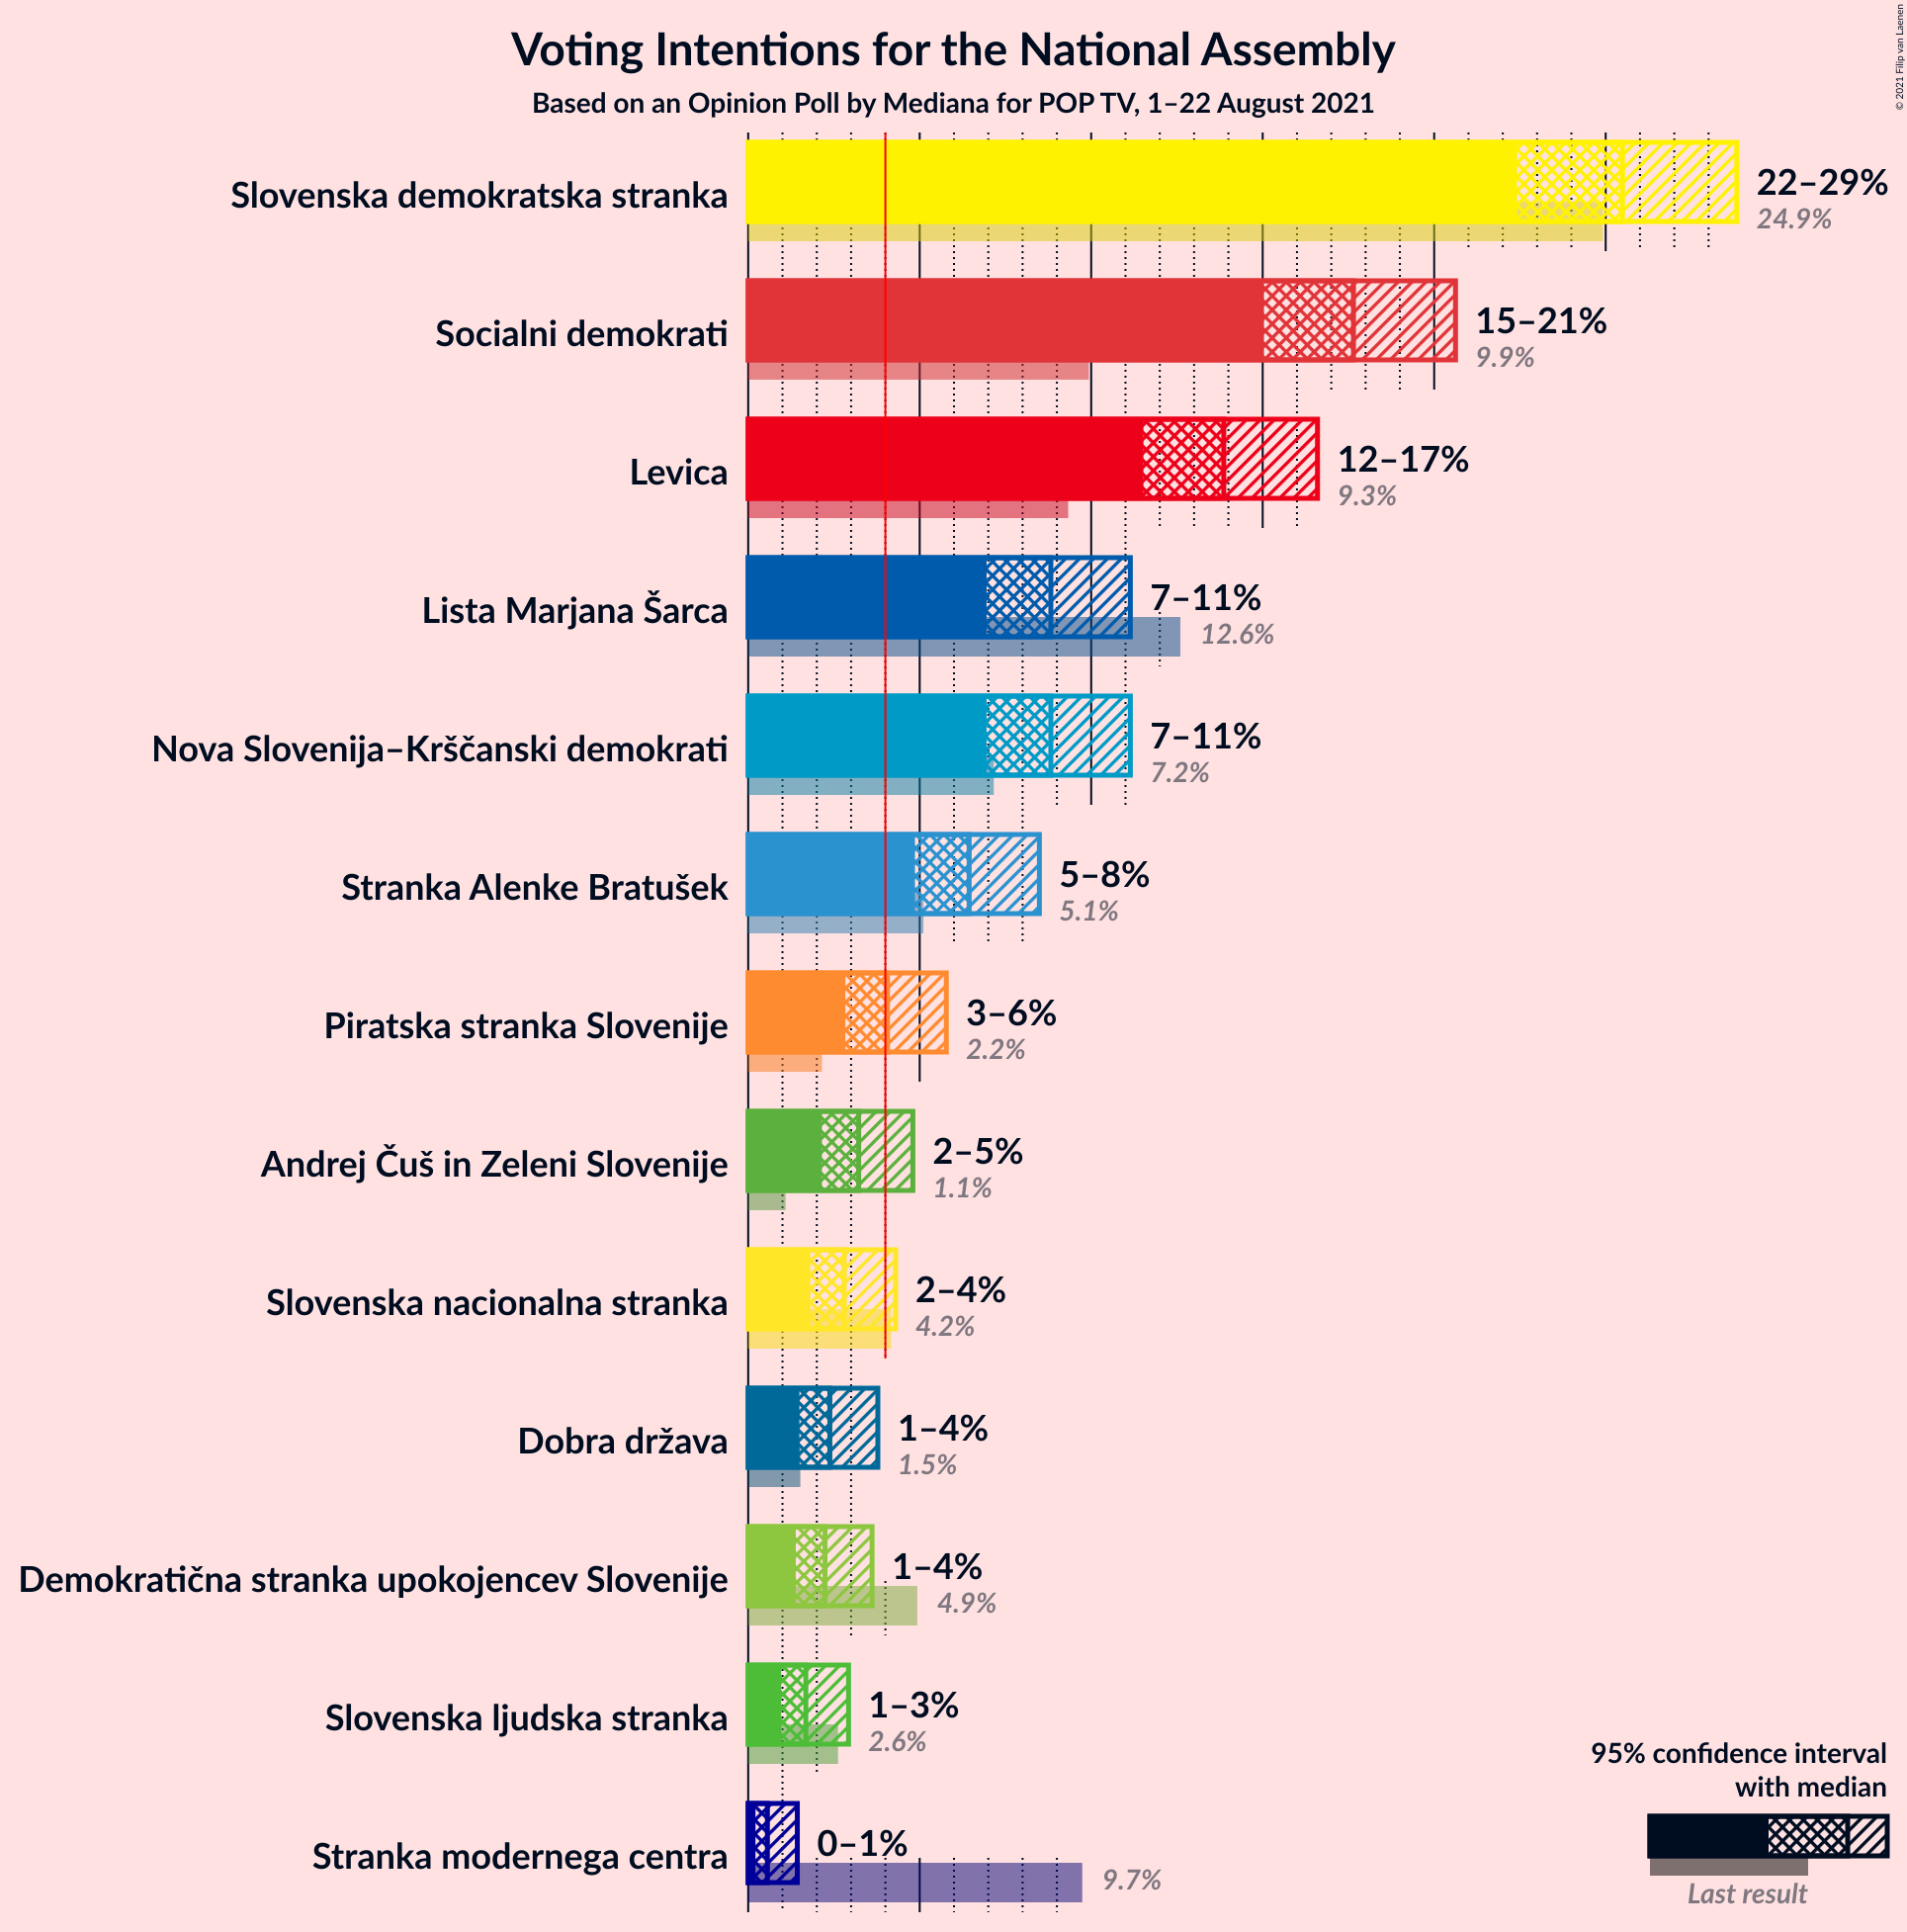 Voting Intentions for the National Assembly
Based on an Opinion Poll by Mediana for POP TV, 1–22 August 2021
© 2021 Filip van Laenen
Slovenska demokratska stranka
22–29%
24.9%
Socialni demokrati
15–21%
9.9%
Levica
12–17%
9.3%
Lista Marjana Šarca
7–11%
12.6%
Nova Slovenija–Krščanski demokrati
7–11%
7.2%
Stranka Alenke Bratušek
5–8%
5.1%
Piratska stranka Slovenije
3–6%
2.2%
Andrej Čuš in Zeleni Slovenije
2–5%
1.1%
Slovenska nacionalna stranka
2–4%
4.2%
Dobra država
1–4%
1.5%
Demokratična stranka upokojencev Slovenije
1–4%
4.9%
Slovenska ljudska stranka
1–3%
2.6%
Stranka modernega centra
0–1%
9.7%
95% confidence interval
with median
Last result